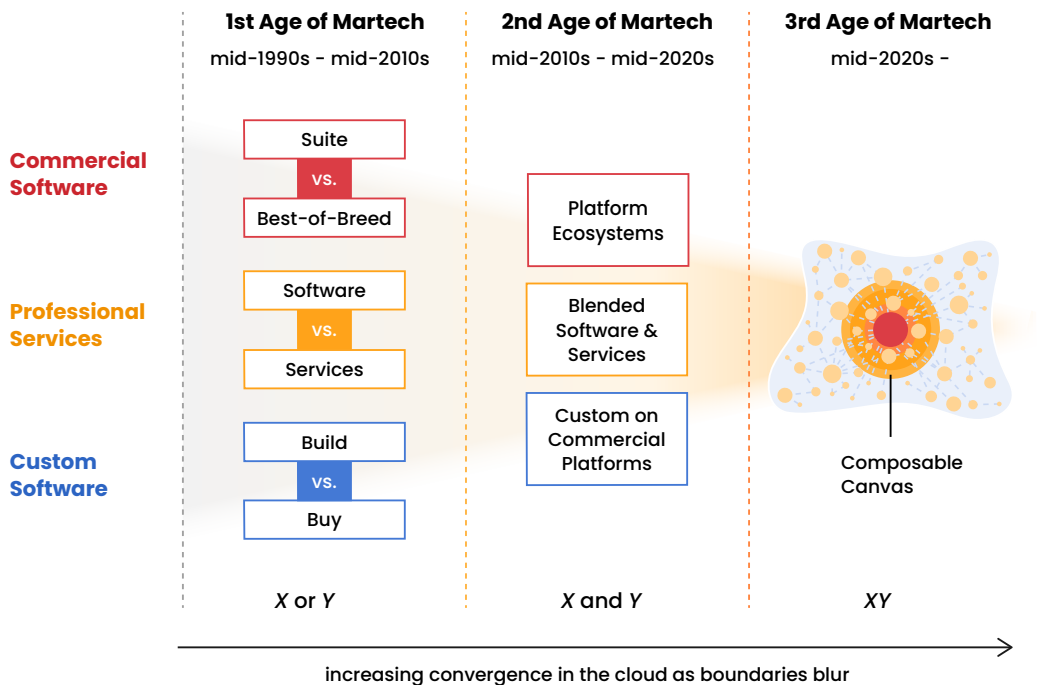 1st Age of Martech
mid-1990s - mid-2010s
2nd Age of Martech
mid-2010s - mid-2020s
3rd Age of Martech
mid-2020s -
Commercial
Software
Suite
vs.
Best-of-Breed
Platform
Ecosystems
Professional
Services
Software
vs.
Services
Blended
Software &
Services
Custom
Software
Build
vs.
Buy
Custom on
Commercial
Platforms
Composable
Canvas
X or Y
X and Y
XY
increasing convergence in the cloud as boundaries blur